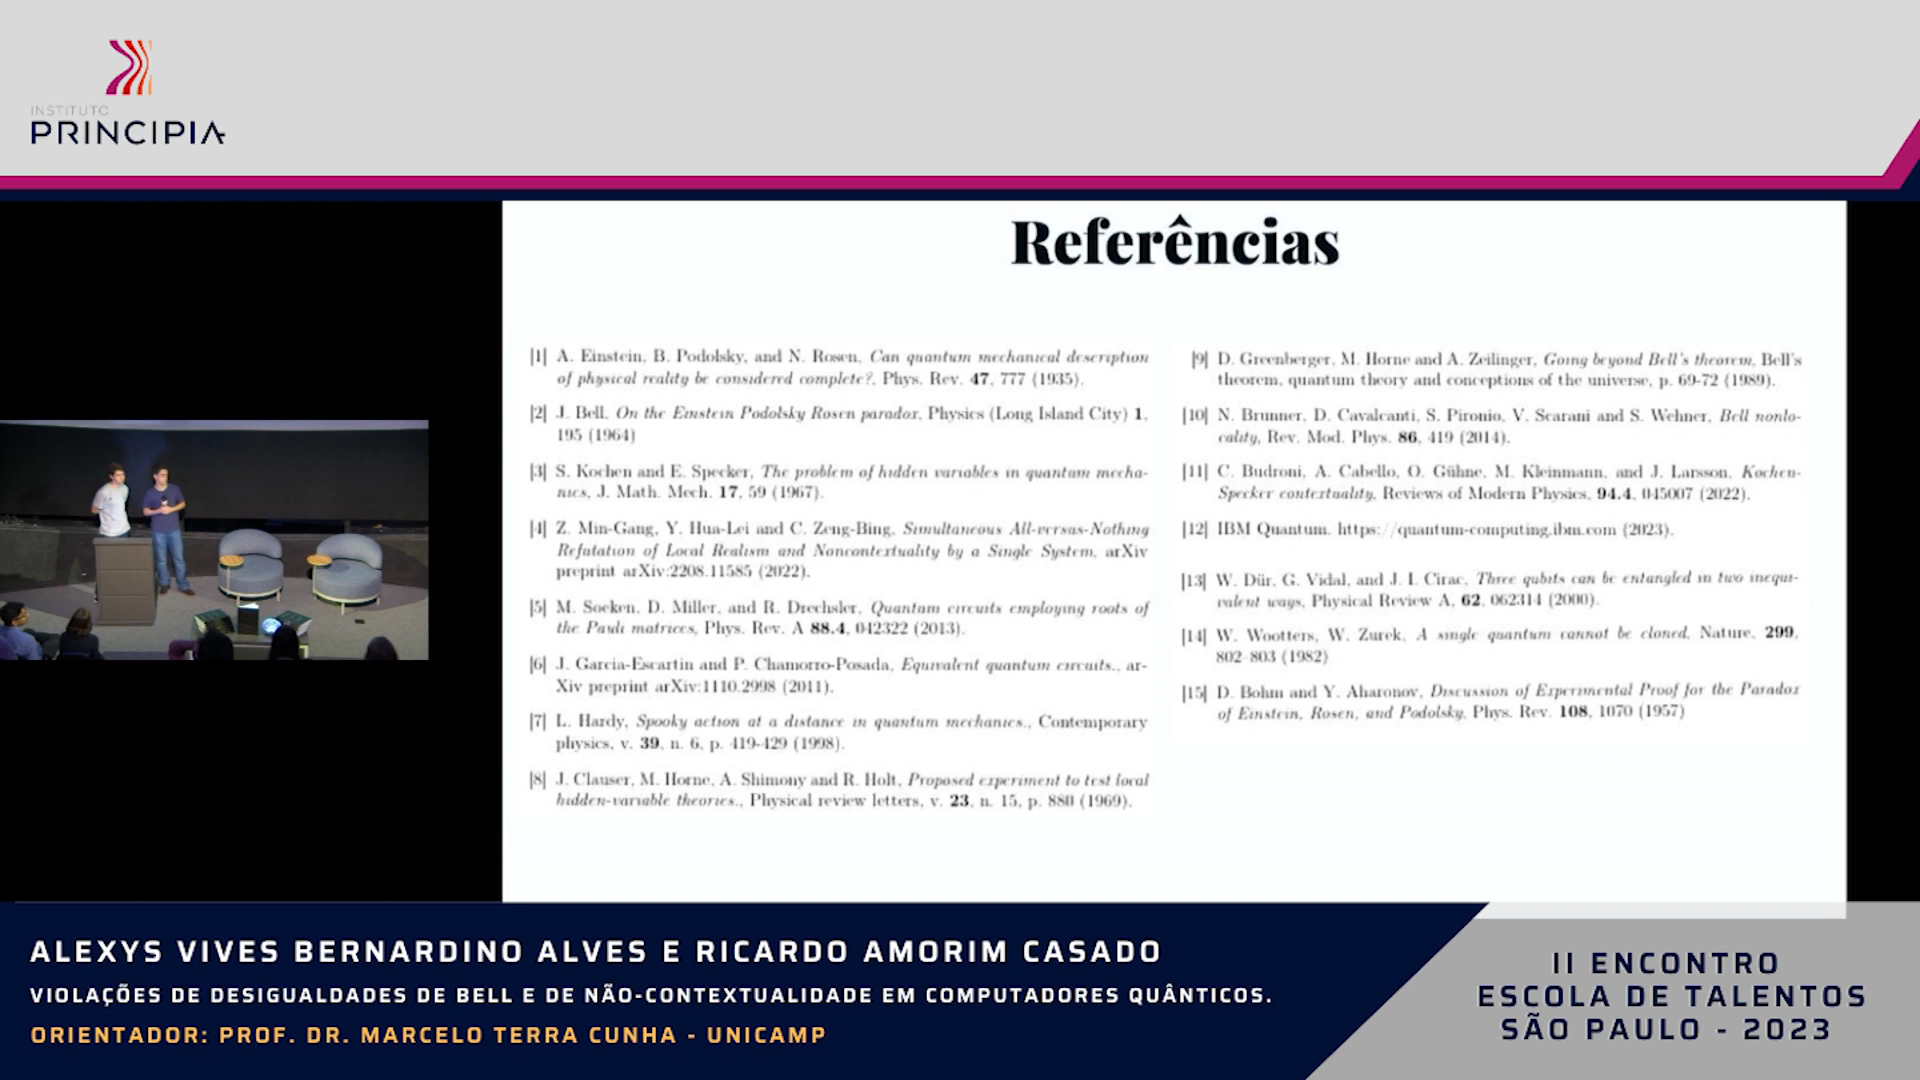 INSTITUTO
PRINCIPIA
Referências
[1] A. Einstein, B. Podolsky, and N. Rosen, Can quantum mechanical description
of physical reality be considered complete?, Phys. Rev. 47, 777 (1935).
[2] J. Bell, On the Einstein Podolsky Rosen paradox, Physics (Long Island City) 1,
195 (1964)
[3] S. Kochen and E. Specker, The problem of hidden variables in quantum mecha-
nics, J. Math. Mech. 17, 59 (1967).
[4] Z. Min-Gang, Y. Hua-Lei and C. Zeng-Bing, Simultaneous All-versus-Nothing
Refutation of Local Realism and Noncontextuality by a Single System, arXiv
preprint arXiv:2208.11585 (2022).
[5] M. Soeken, D. Miller, and R. Drechsler, Quantum circuits employing roots of
the Pauli matrices, Phys. Rev. A 88.4, 042322 (2013).
[6] J. Garcia-Escartin and P. Chamorro-Posada, Equivalent quantum circuits., ar-
Xiv preprint arXiv:1110.2998 (2011).
[7] L. Hardy, Spooky action at a distance in quantum mechanics., Contemporary
physics, v. 39, n. 6, p. 419-429 (1998).
[8] J. Clauser, M. Horne, A. Shimony and R. Holt, Proposed experiment to test local
hidden-variable theories., Physical review letters, v. 23, n. 15, p. 880 (1969).
[9] D. Greenberger, M. Horne and A. Zeilinger, Going beyond Bell's theorem, Bell's
theorem, quantum theory and conceptions of the universe, p. 69-72 (1989).
[10] N. Brunner, D. Cavalcanti, S. Pironio, V. Scarani and S. Wehner, Bell nonlo-
cality, Rev. Mod. Phys. 86, 419 (2014).
[11] C. Budroni, A. Cabello, O. Gühne, M. Kleinmann, and J. Larsson, Kochen-
Specker contextuality, Reviews of Modern Physics, 94.4, 045007 (2022).
[12] IBM Quantum. https://quantum-computing.ibm.com (2023).
[13] W. Dür, G. Vidal, and J. I. Cirac, Three qubits can be entangled in two inequi-
valent ways, Physical Review A, 62, 062314 (2000).
[14] W. Wootters, W. Zurek, A single quantum cannot be cloned, Nature, 299,
802-803 (1982)
[15] D. Bohm and Y. Aharonov, Discussion of Experimental Proof for the Paradox
of Einstein, Rosen, and Podolsky, Phys. Rev. 108, 1070 (1957)
ALEXYS VIVES BERNARDINO ALVES E RICARDO AMORIM CASADO
VIOLAÇÕES DE DESIGUALDADES DE BELL E DE NÃO-CONTEXTUALIDADE EM COMPUTADORES QUÂNTICOS.
ORIENTADOR: PROF. DR. MARCELO TERRA CUNHA - UNICAMP
II ENCONTRO
ESCOLA DE TALENTOS
SÃO PAULO - 2023